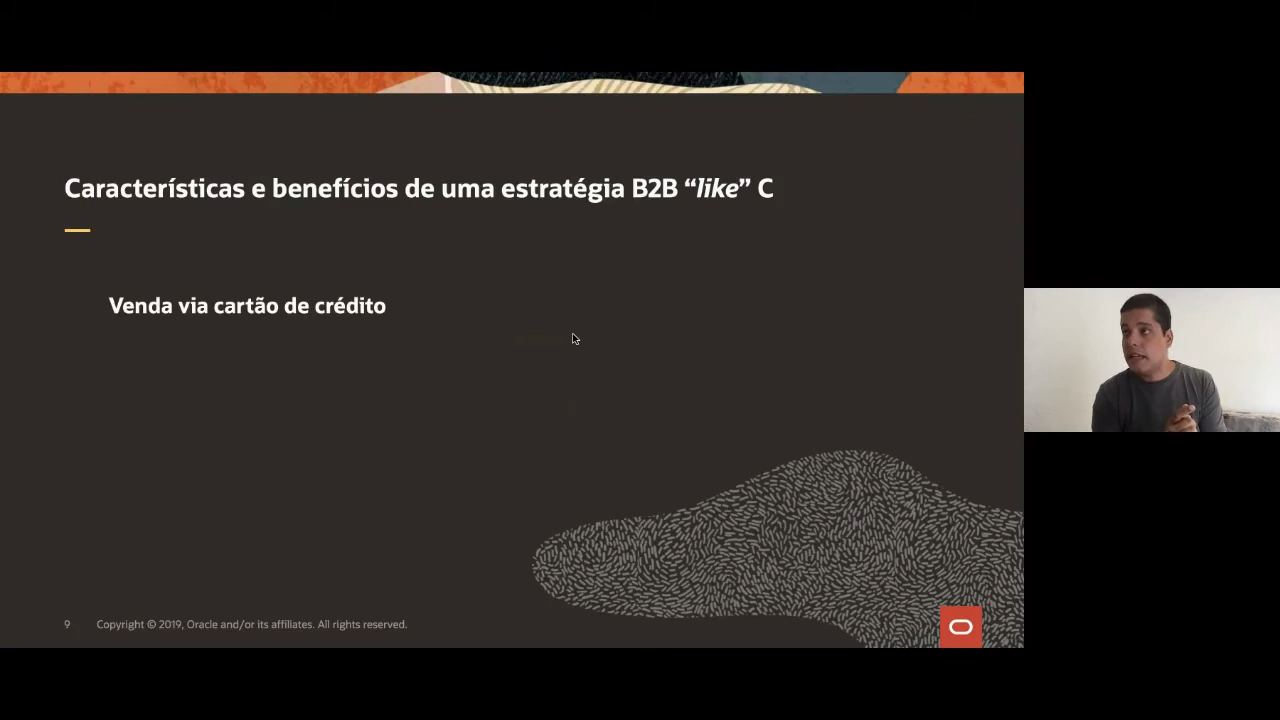 Características e benefícios de uma estratégia B2B “like” C
Venda via cartão de crédito
9 Copyright © 2019, Oracle and/or its affiliates. All rights reserved.